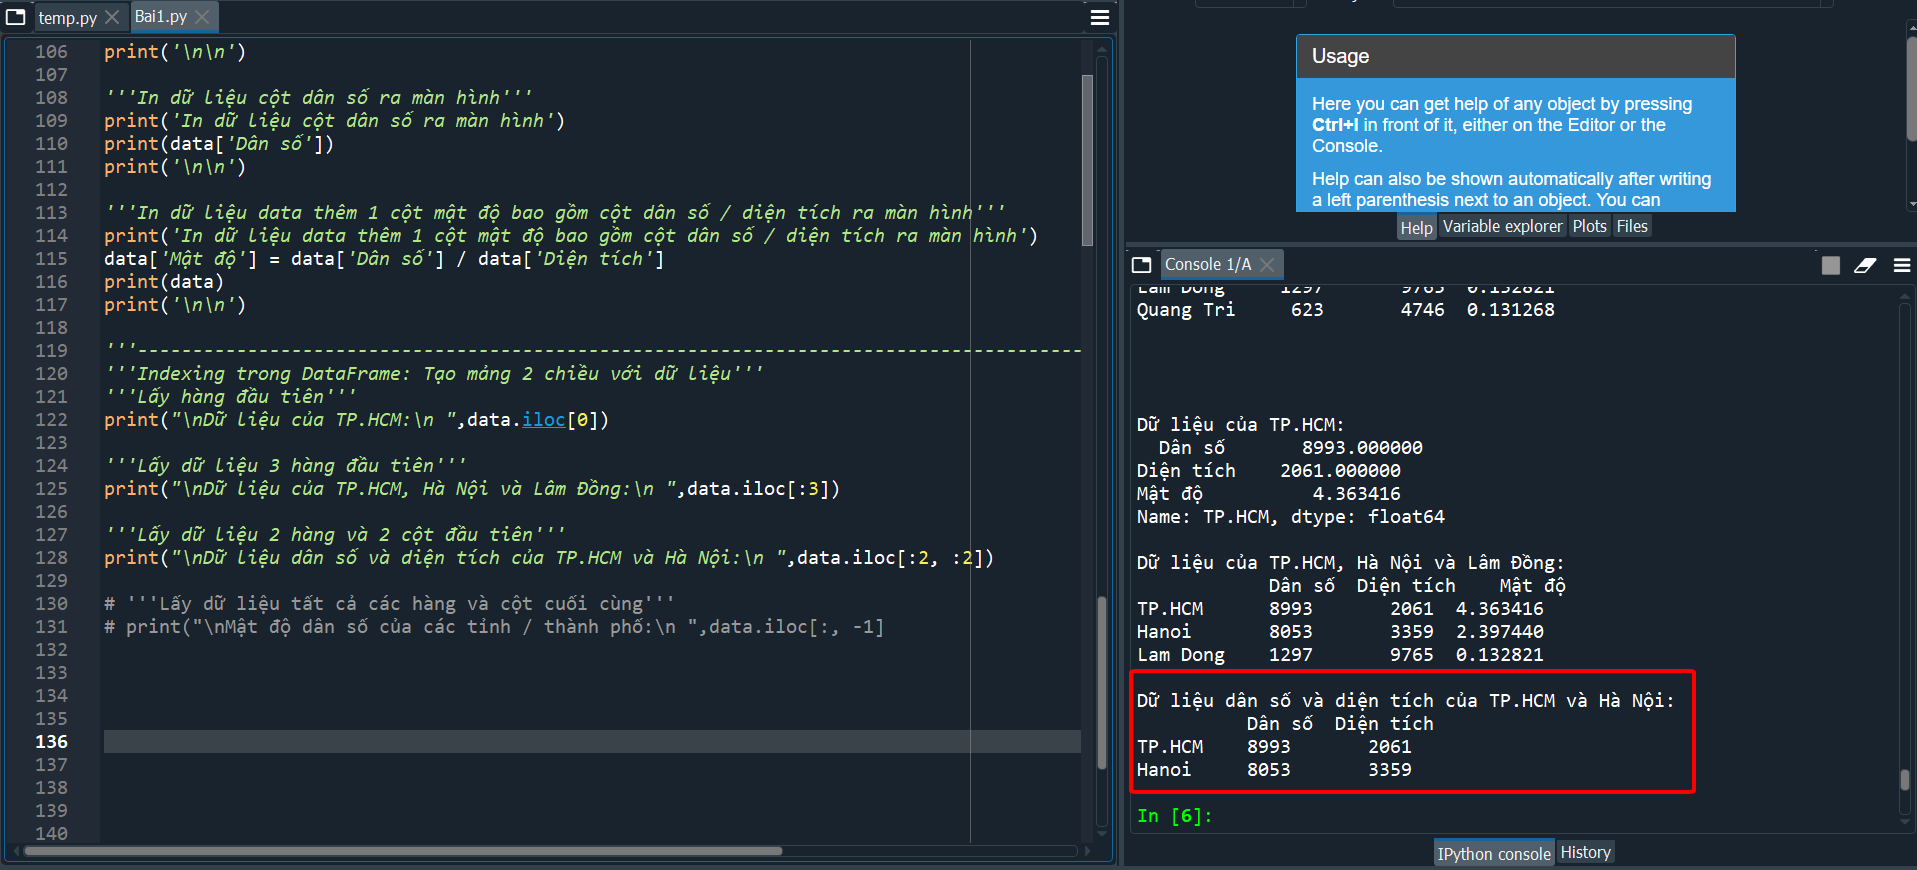 temp.py
Bai1.py
106 print('\n\n')
107
108 '''In dữ liệu cột dân số ra màn hình'''
109 print('In dữ liệu cột dân số ra màn hình')
110 print(data['Dân số'])
111 print('\n\n')
112
113 '''In dữ liệu data thêm 1 cột mật độ bao gồm cột dân số / diện tích ra màn hình'''
114 print('In dữ liệu data thêm 1 cột mật độ bao gồm cột dân số / diện tích ra màn hình')
115 data['Mật độ'] = data['Dân số'] / data['Diện tích']
116 print(data)
117 print('\n\n')
118
119 '''---------------------------------------------------------------------------------------
120 '''Indexing trong DataFrame: Tạo mảng 2 chiều với dữ liệu'''
121 '''Lấy hàng đầu tiên'''
122 print("\nDữ liệu của TP.HCM:\n ",data.iloc[0])
123
124 '''Lấy dữ liệu 3 hàng đầu tiên'''
125 print("\nDữ liệu của TP.HCM, Hà Nội và Lâm Đồng:\n ",data.iloc[:3])
126
127 '''Lấy dữ liệu 2 hàng và 2 cột đầu tiên'''
128 print("\nDữ liệu dân số và diện tích của TP.HCM và Hà Nội:\n ",data.iloc[:2, :2])
129
130 # '''Lấy dữ liệu tất cả các hàng và cột cuối cùng'''
131 # print("\nMật độ dân số của các tỉnh / thành phố:\n ",data.iloc[:, -1]
132
133
134
135
136
137
138
139
140
Usage
Here you can get help of any object by pressing
Ctrl+I in front of it, either on the Editor or the
Console.
Help can also be shown automatically after writing
a left parenthesis next to an object. You can
Help Variable explorer Plots Files
Console 1/A
Lam Dong 1297 9765 0.132821
Quang Tri 623 4746 0.131268
Dữ liệu của TP.HCM:
Dân số 8993.000000
Diện tích 2061.000000
Mật độ 4.363416
Name: TP.HCM, dtype: float64
Dữ liệu của TP.HCM, Hà Nội và Lâm Đồng:
Dân số Diện tích Mật độ
TP.HCM 8993 2061 4.363416
Hanoi 8053 3359 2.397440
Lam Dong 1297 9765 0.132821
Dữ liệu dân số và diện tích của TP.HCM và Hà Nội:
Dân số Diện tích
TP.HCM 8993 2061
Hanoi 8053 3359
In [6]:
IPython console History